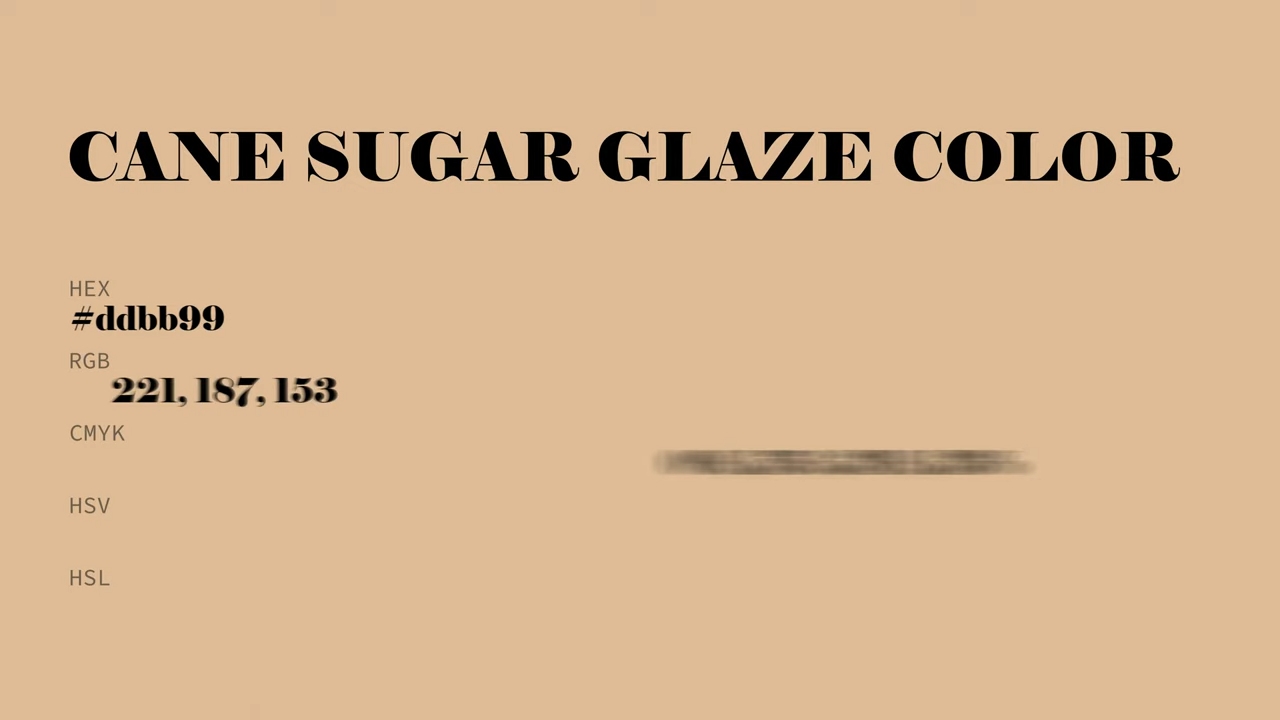 CANE SUGAR GLAZE COLOR
HEX
#ddbb99
RGB
221, 187, 153
CMYK
HSV
HSL